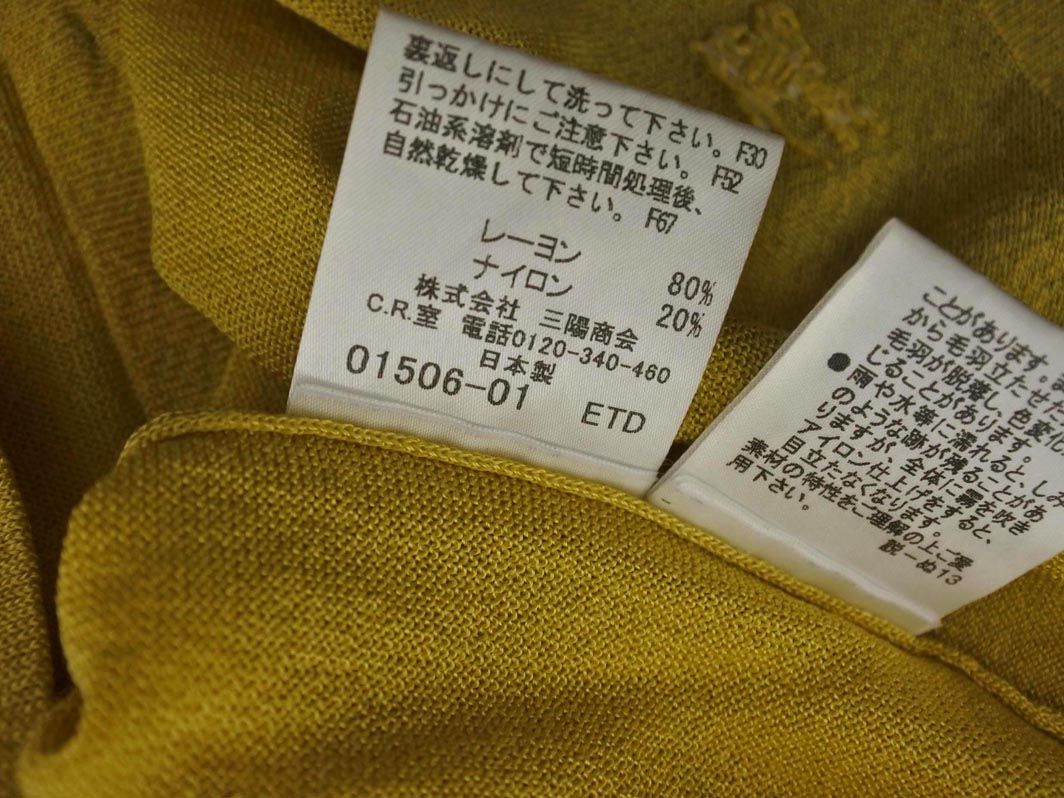 裏返しにして洗って下さい。F30
引っかけにご注意下さい。F52
石油系溶剤で短時間処理後、
自然乾燥して下さい。F67
レーヨン 80%
ナイロン 20%
株式会社 三陽商会
C.R.室 電話0120-340-460
日本製
01506-01 ETD
ことがあります。
から毛羽立たせた
毛羽が脱落し、色変
じることがあります。
●雨や水等に濡れると、しみ
のような跡が残ることがあ
りますが、全体に霧を吹き
アイロン仕上げをすると、
目立たなくなります。
素材の特性をご理解の上ご愛
用下さい。
説ーぬ13